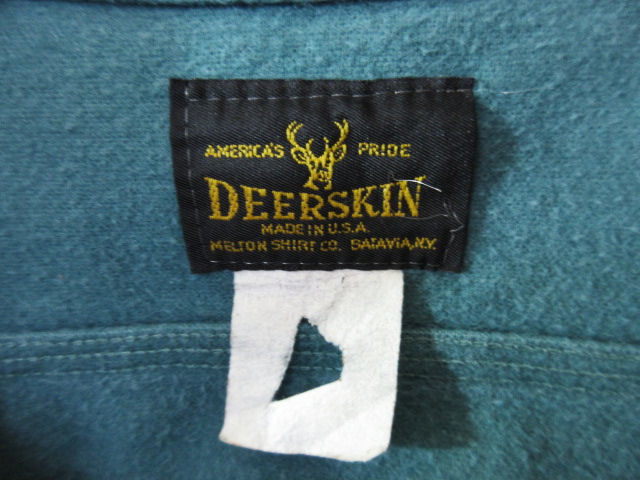 AMERICA'S PRIDE
DEERSKIN
MADE IN U.S.A.
MELTON SHIRT CO. BATAVIA, N.Y.